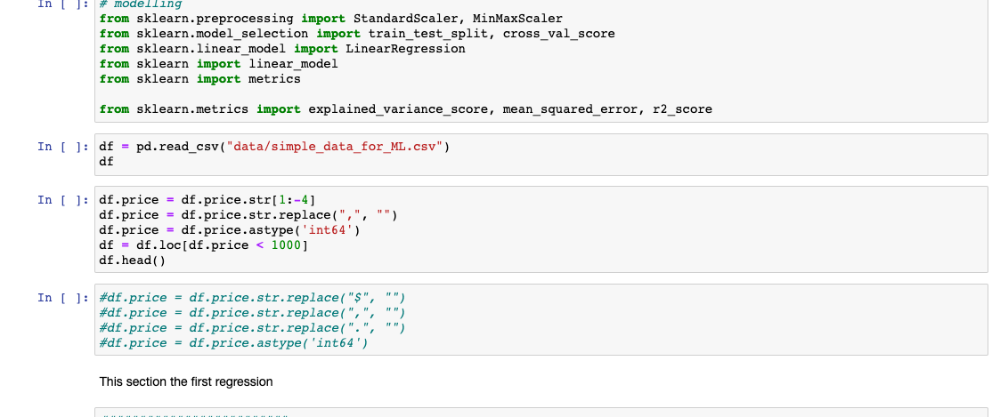 In [ ]: # modelling
from sklearn.preprocessing import StandardScaler, MinMaxScaler
from sklearn.model_selection import train_test_split, cross_val_score
from sklearn.linear_model import LinearRegression
from sklearn import linear_model
from sklearn import metrics
from sklearn.metrics import explained_variance_score, mean_squared_error, r2_score
In [ ]: df = pd.read_csv("data/simple_data_for_ML.csv")
df
In [ ]: df.price = df.price.str[1:-4]
df.price = df.price.str.replace(",", "")
df.price = df.price.astype('int64')
df = df.loc[df.price < 1000]
df.head()
In [ ]: #df.price = df.price.str.replace("$", "")
#df.price = df.price.str.replace(",", "")
#df.price = df.price.str.replace(".", "")
#df.price = df.price.astype('int64')
This section the first regression